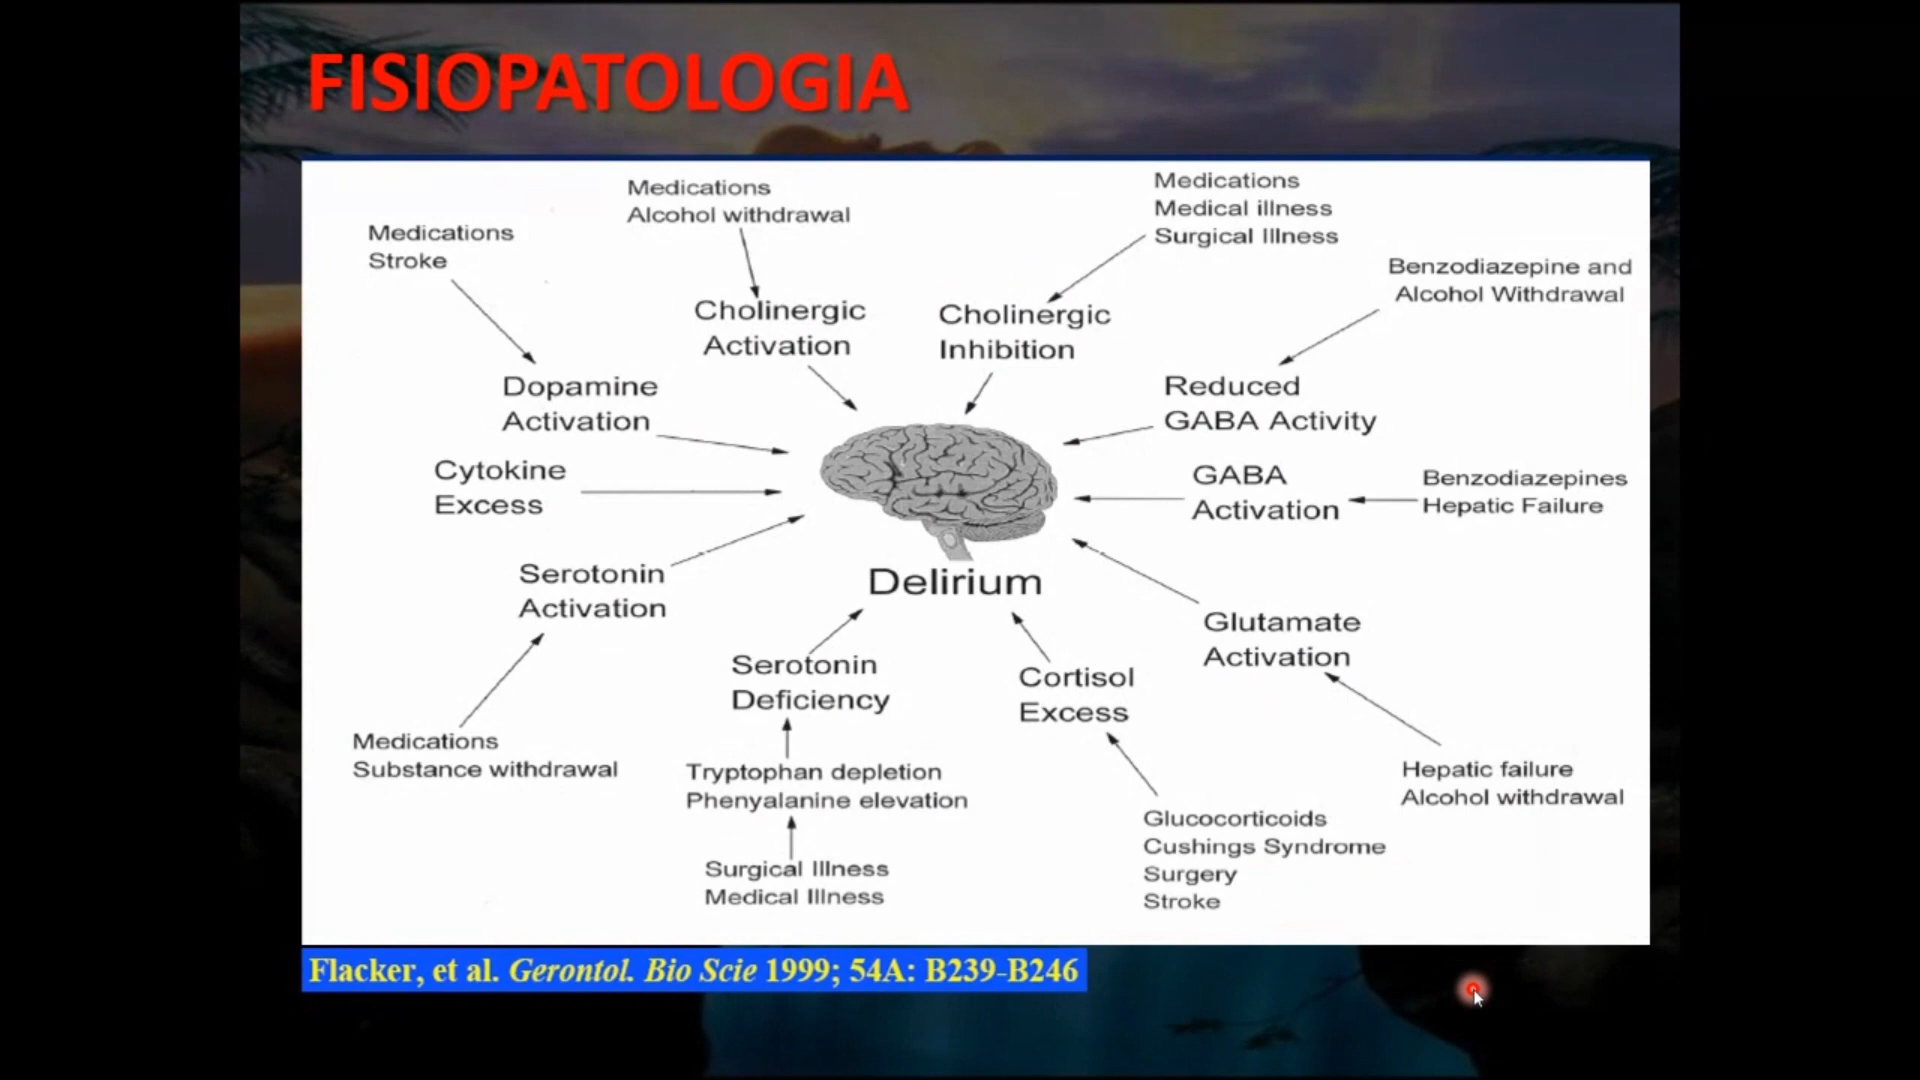 FISIOPATOLOGIA
Medications
Alcohol withdrawal
Medications
Medical illness
Surgical Illness
Medications
Stroke
Benzodiazepine and
Alcohol Withdrawal
Cholinergic
Activation
Cholinergic
Inhibition
Dopamine
Activation
Reduced
GABA Activity
Cytokine
Excess
GABA
Activation
Benzodiazepines
Hepatic Failure
Serotonin
Activation
Delirium
Glutamate
Activation
Serotonin
Deficiency
Cortisol
Excess
Medications
Substance withdrawal
Tryptophan depletion
Phenyalanine elevation
Hepatic failure
Alcohol withdrawal
Surgical Illness
Medical Illness
Glucocorticoids
Cushings Syndrome
Surgery
Stroke
Flacker, et al. Gerontol. Bio Scie 1999; 54A: B239-B246